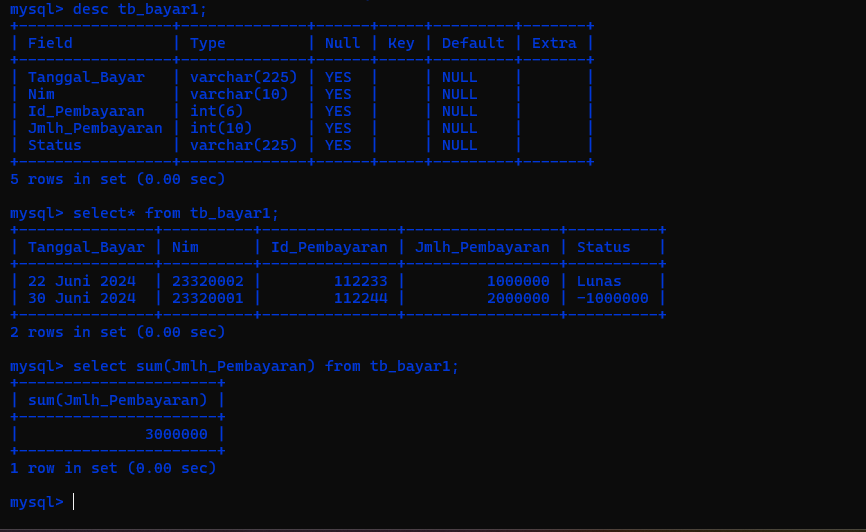 mysql> desc tb_bayar1;
+-----------------+--------------+------+-----+---------+-------+
| Field           | Type         | Null | Key | Default | Extra |
+-----------------+--------------+------+-----+---------+-------+
| Tanggal_Bayar   | varchar(225) | YES  |     | NULL    |       |
| Nim             | varchar(10)  | YES  |     | NULL    |       |
| Id_Pembayaran   | int(6)       | YES  |     | NULL    |       |
| Jmlh_Pembayaran | int(10)      | YES  |     | NULL    |       |
| Status          | varchar(225) | YES  |     | NULL    |       |
+-----------------+--------------+------+-----+---------+-------+
5 rows in set (0.00 sec)
mysql> select* from tb_bayar1;
+---------------+----------+---------------+-----------------+----------+
| Tanggal_Bayar | Nim      | Id_Pembayaran | Jmlh_Pembayaran | Status   |
+---------------+----------+---------------+-----------------+----------+
| 22 Juni 2024  | 23320002 |        112233 |         1000000 | Lunas    |
| 30 Juni 2024  | 23320001 |        112244 |         2000000 | -1000000 |
+---------------+----------+---------------+-----------------+----------+
2 rows in set (0.00 sec)
mysql> select sum(Jmlh_Pembayaran) from tb_bayar1;
+----------------------+
| sum(Jmlh_Pembayaran) |
+----------------------+
|              3000000 |
+----------------------+
1 row in set (0.00 sec)
mysql>